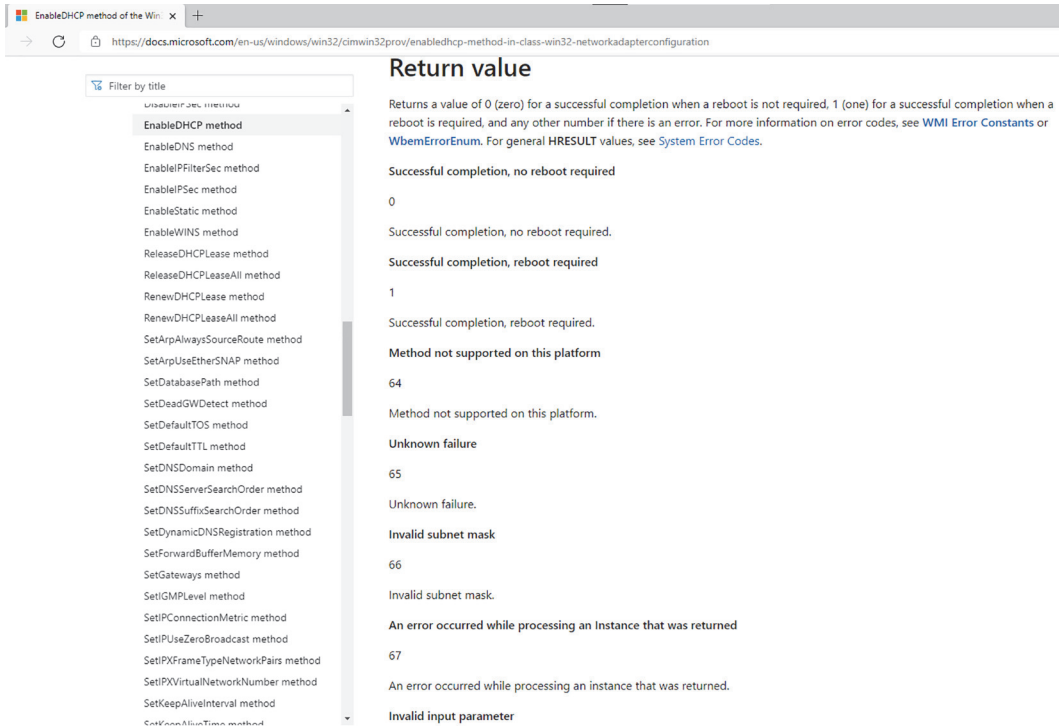 EnableDHCP method of the Win
https://docs.microsoft.com/en-us/windows/win32/cimwin32prov/enabledhcp-method-in-class-win32-networkadapterconfiguration
Filter by title
DisableIPSec method
EnableDHCP method
EnableDNS method
EnableIPFilterSec method
EnableIPSec method
EnableStatic method
EnableWINS method
ReleaseDHCPLease method
ReleaseDHCPLeaseAll method
RenewDHCPLease method
RenewDHCPLeaseAll method
SetArpAlwaysSourceRoute method
SetArpUseEtherSNAP method
SetDatabasePath method
SetDeadGWDetect method
SetDefaultTOS method
SetDefaultTTL method
SetDNSDomain method
SetDNSServerSearchOrder method
SetDNSSuffixSearchOrder method
SetDynamicDNSRegistration method
SetForwardBufferMemory method
SetGateways method
SetIGMPLevel method
SetIPConnectionMetric method
SetIPUseZeroBroadcast method
SetIPXFrameTypeNetworkPairs method
SetIPXVirtualNetworkNumber method
SetKeepAliveInterval method
SetKeepAliveTime method
Return value
Returns a value of 0 (zero) for a successful completion when a reboot is not required, 1 (one) for a successful completion when a
reboot is required, and any other number if there is an error. For more information on error codes, see WMI Error Constants or
WbemErrorEnum. For general HRESULT values, see System Error Codes.
Successful completion, no reboot required
0
Successful completion, no reboot required.
Successful completion, reboot required
1
Successful completion, reboot required.
Method not supported on this platform
64
Method not supported on this platform.
Unknown failure
65
Unknown failure.
Invalid subnet mask
66
Invalid subnet mask.
An error occurred while processing an Instance that was returned
67
An error occurred while processing an instance that was returned.
Invalid input parameter